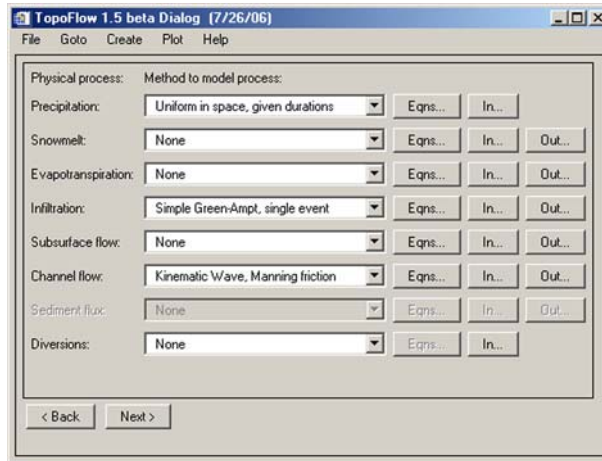 TopoFlow 1.5 beta Dialog (7/26/06)
File Goto Create Plot Help
Physical process: Method to model process:
Precipitation: Uniform in space, given durations Eqns... In...
Snowmelt: None Eqns... In... Out...
Evapotranspiration: None Eqns... In... Out...
Infiltration: Simple Green-Ampt, single event Eqns... In... Out...
Subsurface flow: None Eqns... In... Out...
Channel flow: Kinematic Wave, Manning friction Eqns... In... Out...
Sediment flux: None Eqns... In... Out...
Diversions: None Eqns... In...
< Back Next >